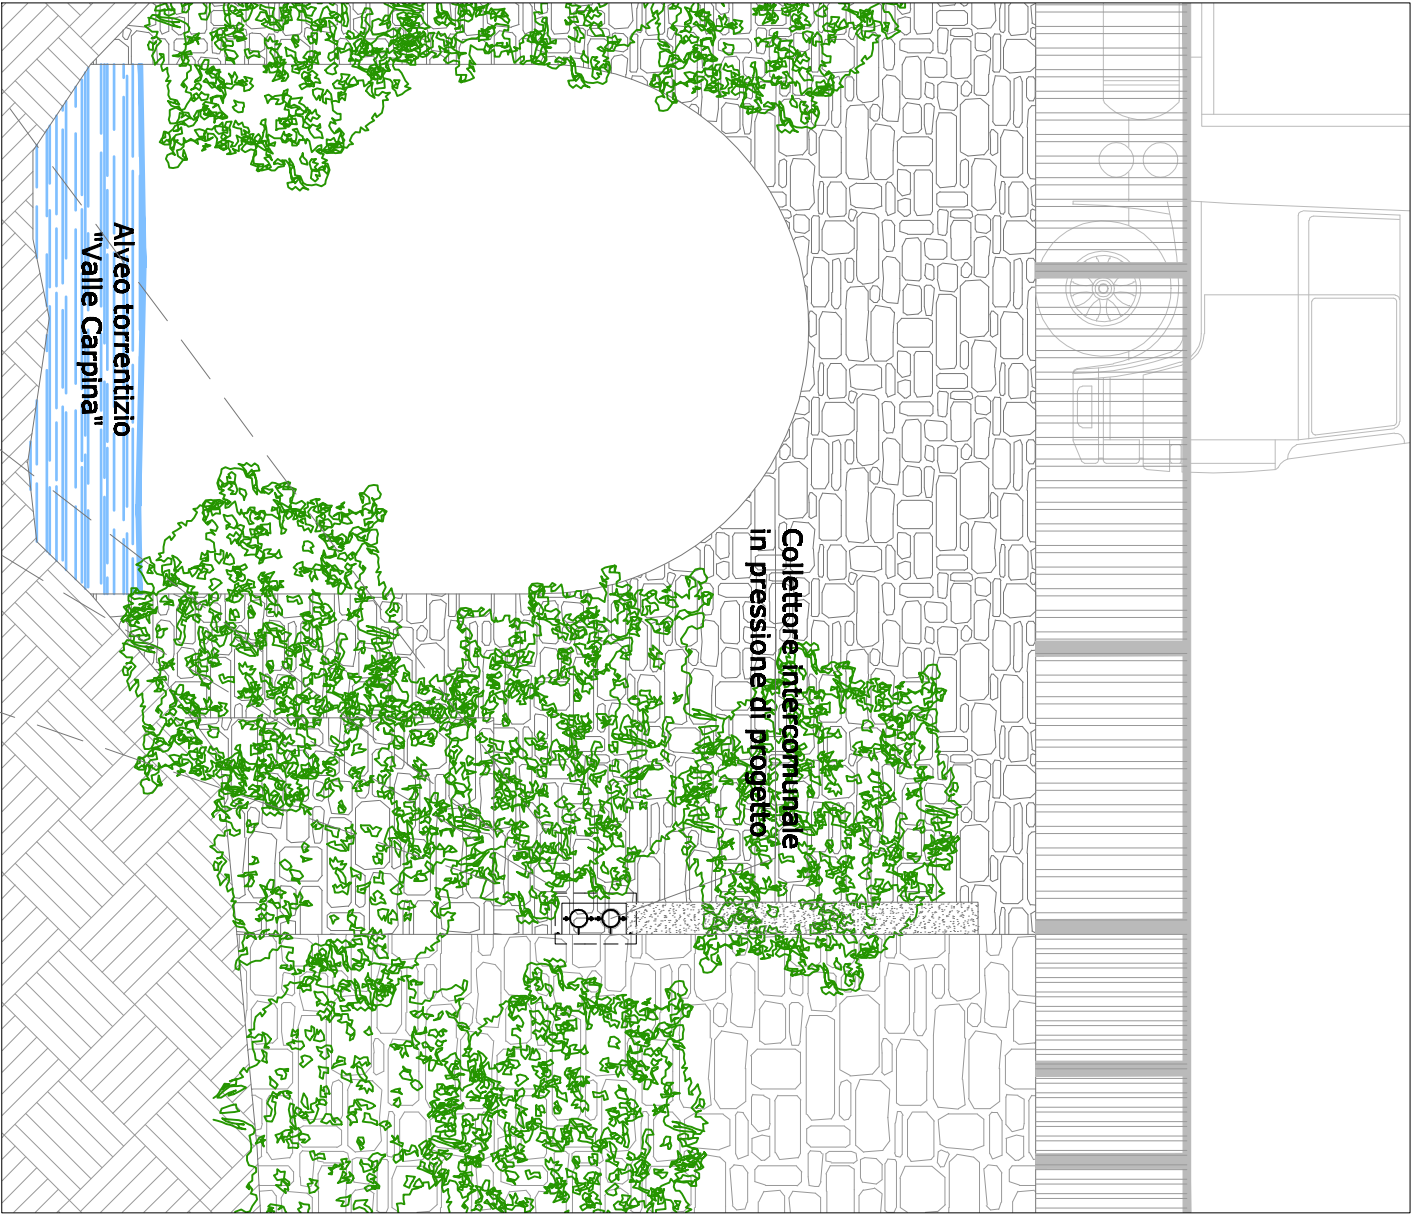 Collettore intercomunale
in pressione di progetto
Alveo torrentizio
"Valle Carpina"